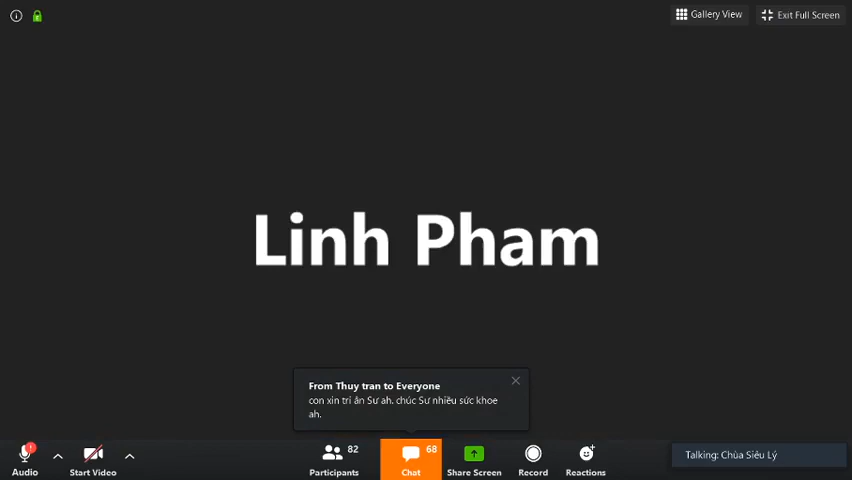 Gallery View
Exit Full Screen
Linh Pham
From Thuy tran to Everyone
con xin tri ân Sư ah, chúc Sư nhiều sức khoe
ah.
82
68
Audio
Start Video
Participants
Chat
Share Screen
Record
Reactions
Talking: Chùa Siêu Lý